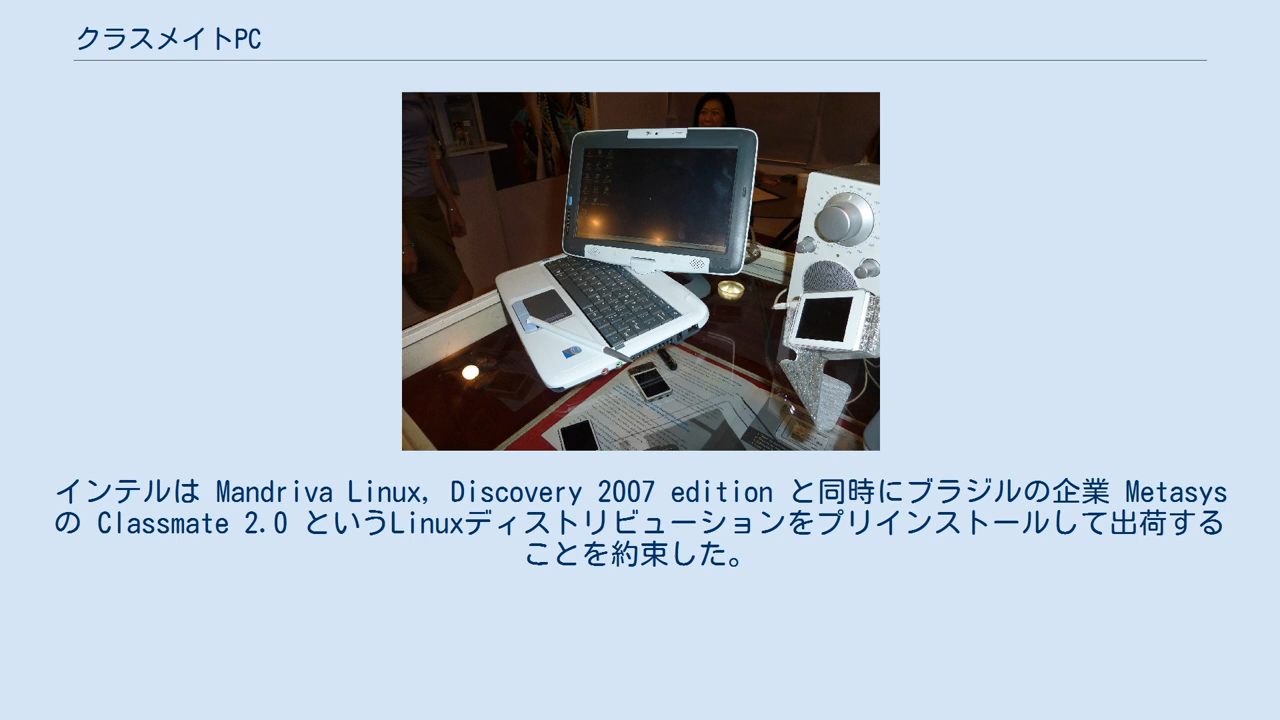 クラスメイトPC
インテルは Mandriva Linux, Discovery 2007 edition と同時にブラジルの企業 Metasys
の Classmate 2.0 というLinuxディストリビューションをプリインストールして出荷する
ことを約束した。